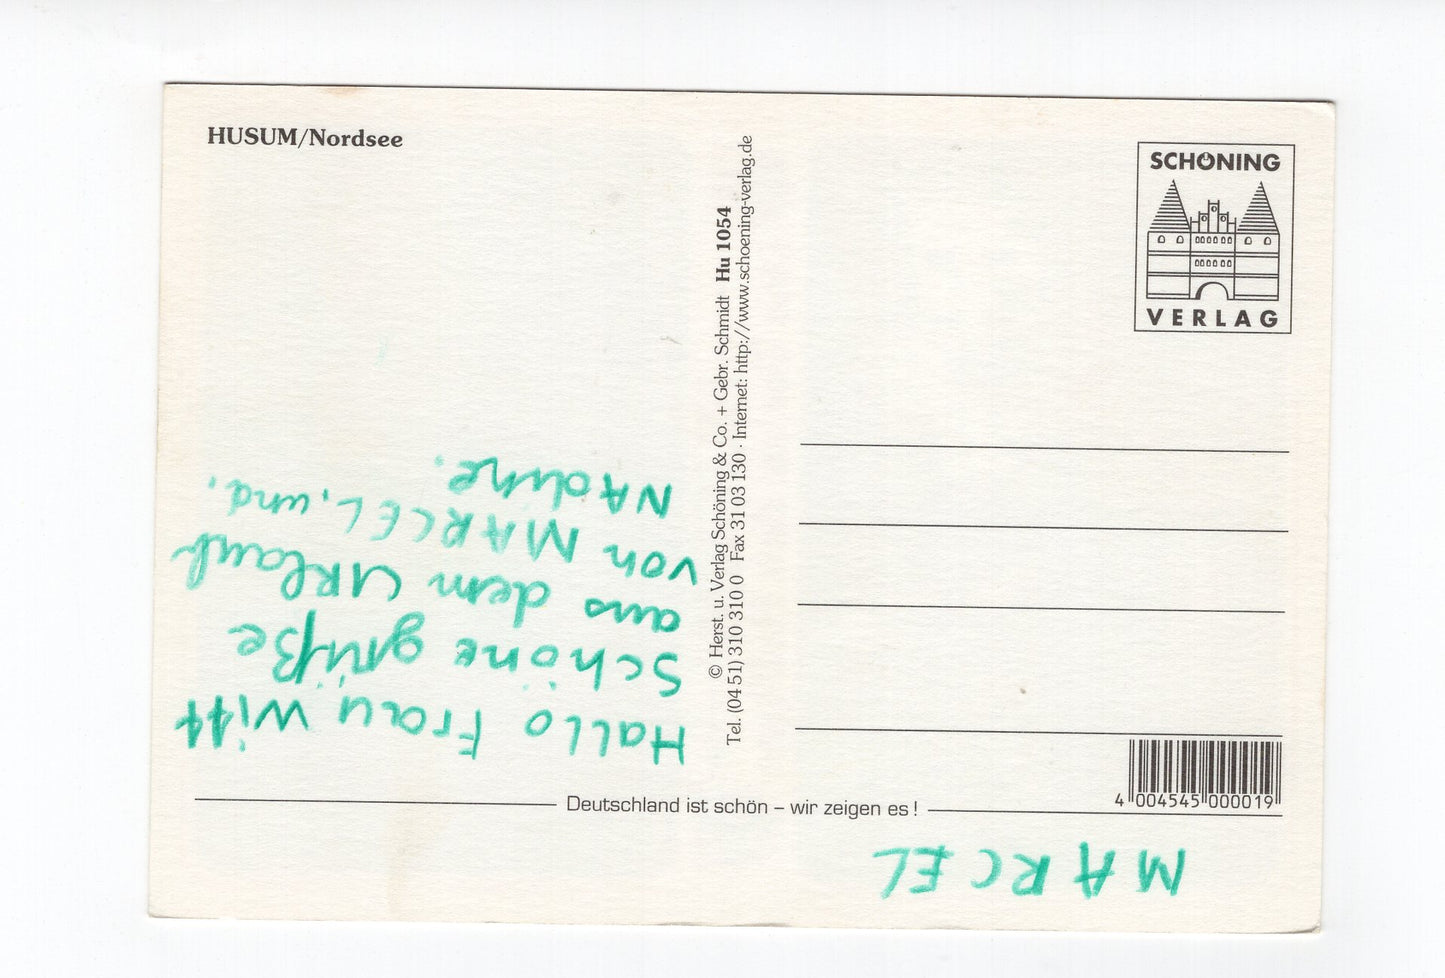 HUSUM/Nordsee
Hallo Frau Witt
Schöne grüße
aus dem URlaub
von MARCEL, und,
NAdine.
MARCEL
© Herst. u. Verlag Schöning & Co. + Gebr. Schmidt Hu 1054
Tel. (04 51) 310 310 0 Fax 31 03 130 · Internet: http://www.schoening-verlag.de
SCHÖNING
VERLAG
Deutschland ist schön – wir zeigen es!
4 004545 000019